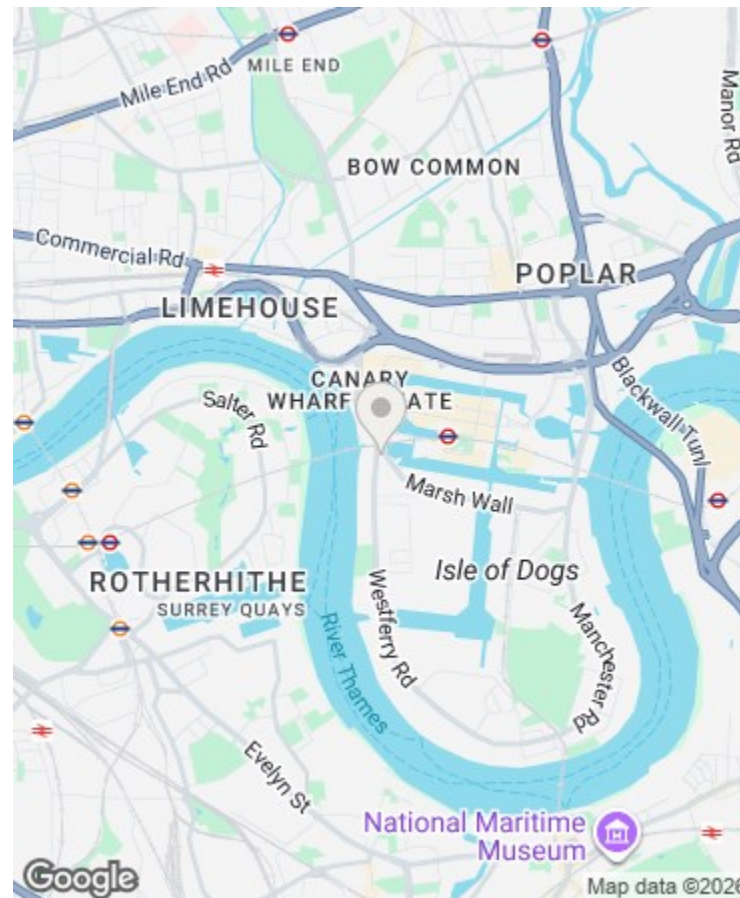 MILE END
Mile End Rd
Manor Rd
BOW COMMON
Commercial Rd
POPLAR
LIMEHOUSE
CANARY
WHARF ATE
Salter Rd
Blackwall Tunl
Marsh Wall
Isle of Dogs
ROTHERHITHE
SURREY QUAYS
Westferry Rd
Manchester Rd
River Thames
Evelyn St
National Maritime
Museum
Google
Map data ©2026